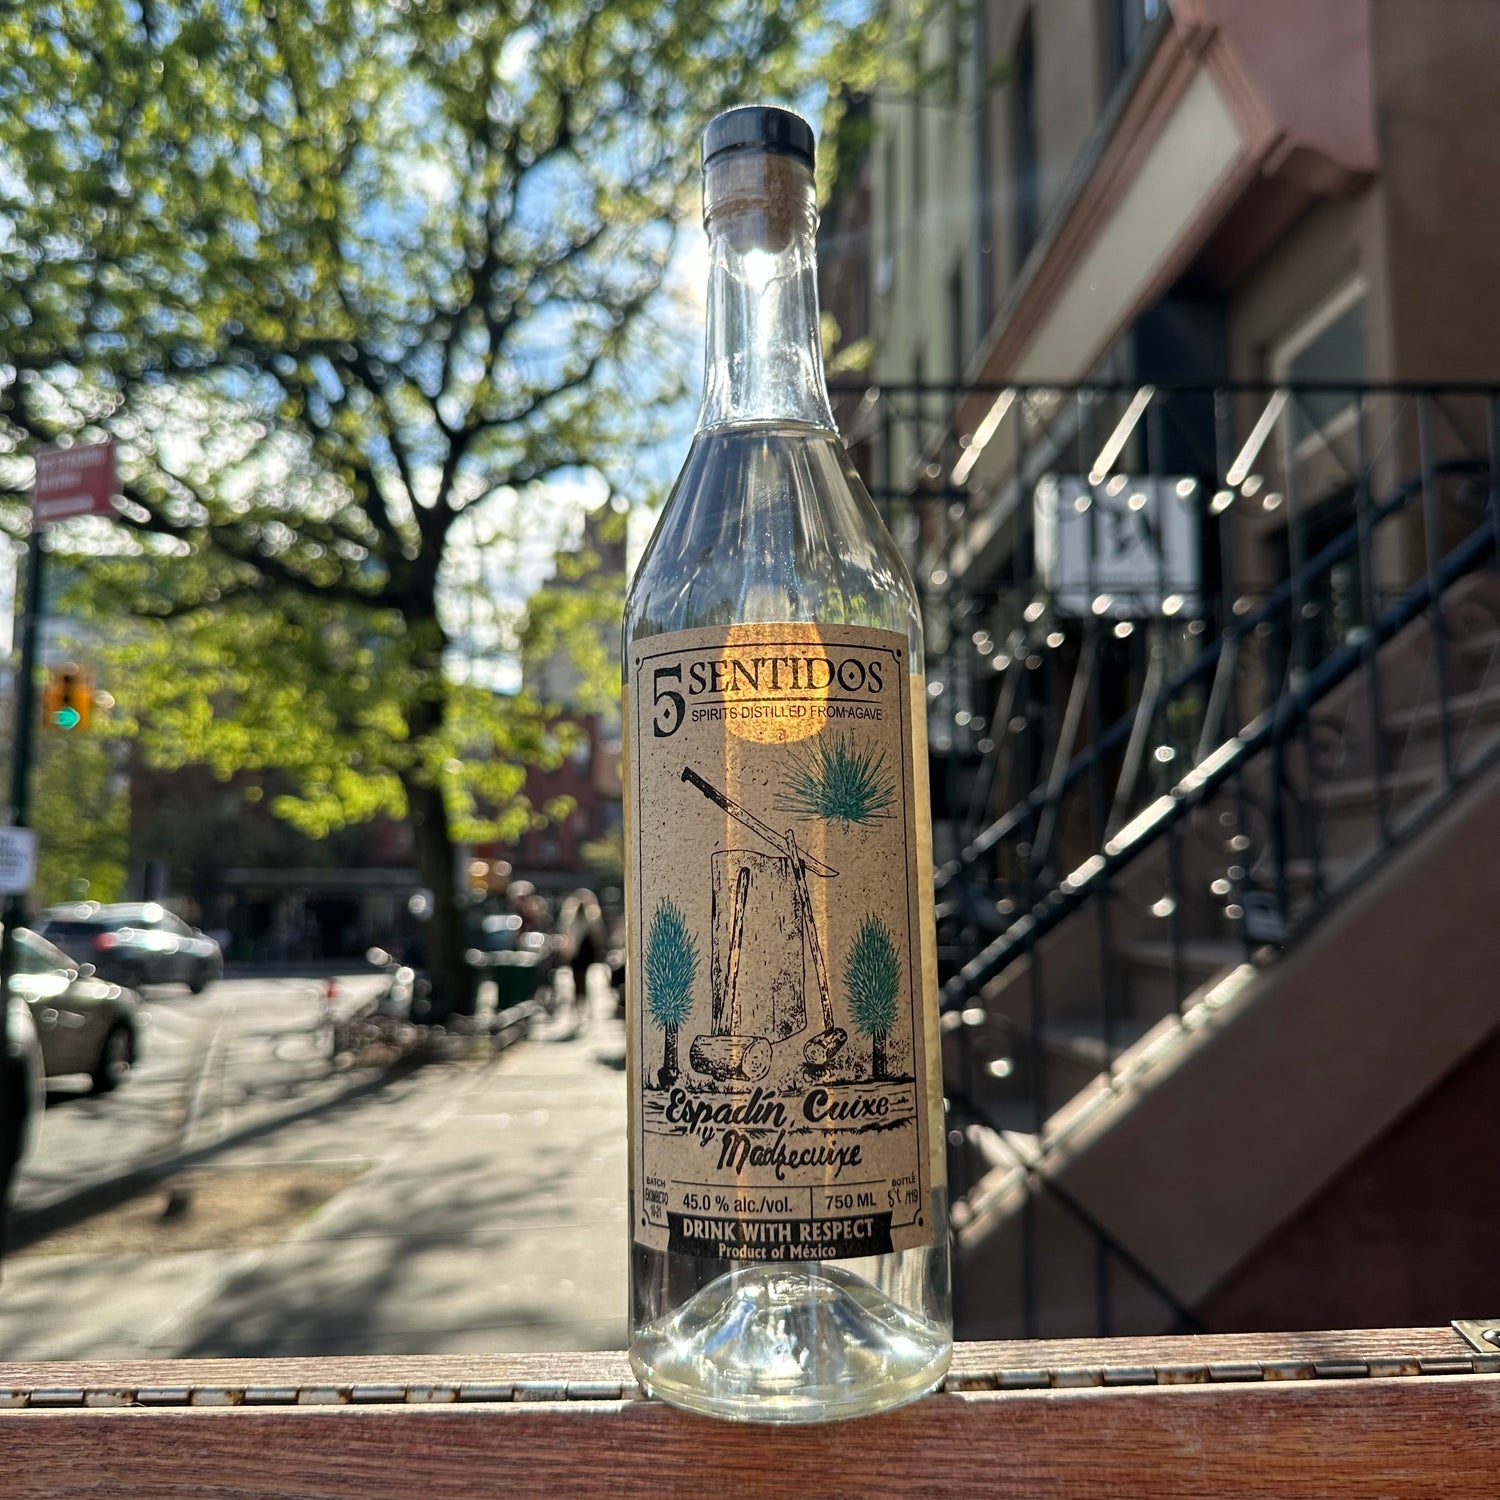 5 SENTIDOS
SPIRITS DISTILLED FROM AGAVE
Espadín, Cuixe
y Madrecuixe
BATCH
45.0 % alc./vol.
750 ML
BOTTLE
/119
DRINK WITH RESPECT
Product of México